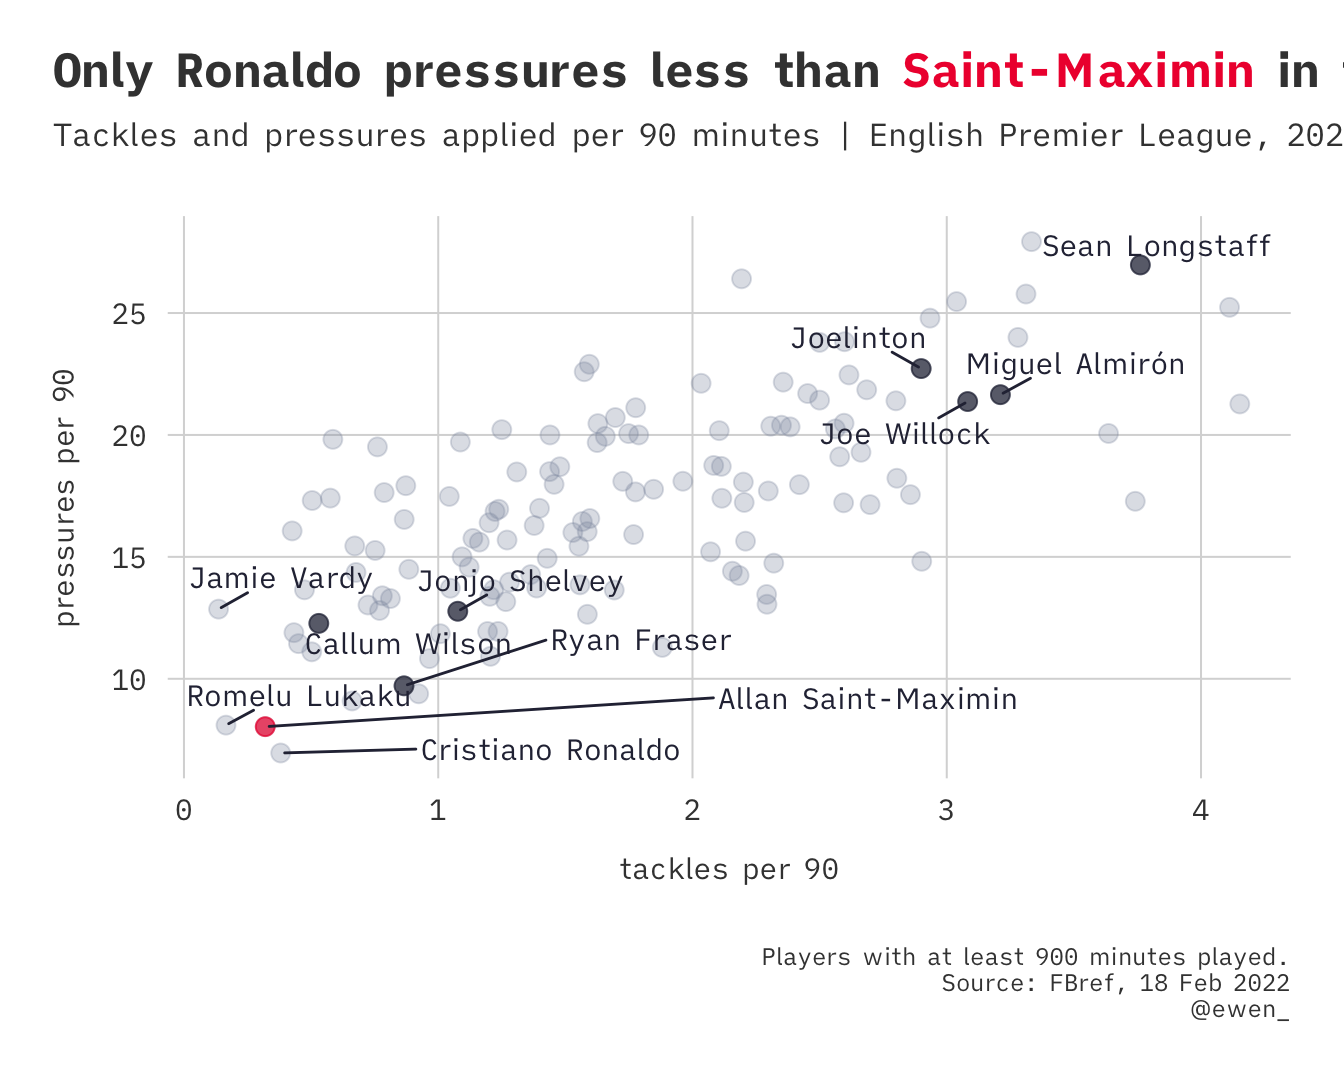 Only Ronaldo pressures less than Saint-Maximin in
Tackles and pressures applied per 90 minutes | English Premier League, 202
Sean Longstaff
25
Joelinton
Miguel Almirón
pressures per 90
20
Joe Willock
15
Jamie Vardy
Jonjo Shelvey
Callum Wilson
Ryan Fraser
10
Romelu Lukaku
Allan Saint-Maximin
Cristiano Ronaldo
0 1 2 3 4
tackles per 90
Players with at least 900 minutes played.
Source: FBref, 18 Feb 2022
@ewen_